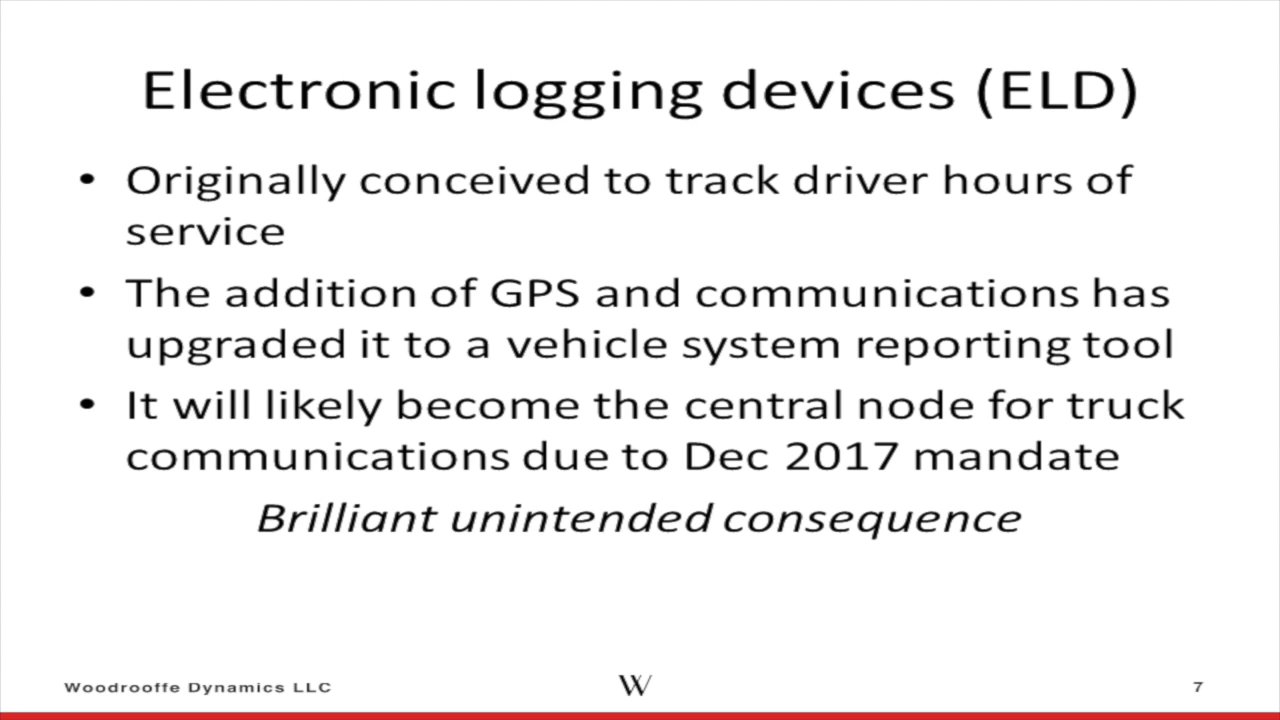 Electronic logging devices (ELD)
• Originally conceived to track driver hours of
service
• The addition of GPS and communications has
upgraded it to a vehicle system reporting tool
• It will likely become the central node for truck
communications due to Dec 2017 mandate
Brilliant unintended consequence
Woodrooffe Dynamics LLC
W
7